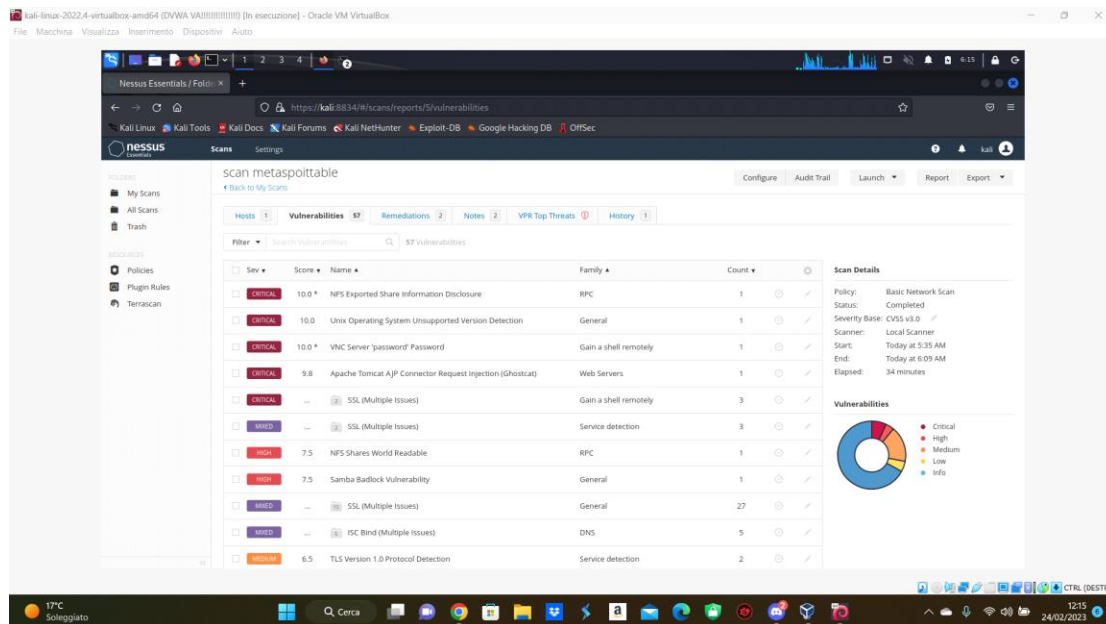 kali-linux-2022.4-virtualbox-amd64 (DVWA VA!!!!!!!!!!!!!!!) [In esecuzione] - Oracle VM VirtualBox
File Macchina Visualizza Inserimento Dispositivi Aiuto
1 2 3 4 2 6:15
Nessus Essentials / Folde × +
https://kali:8834/#/scans/reports/5/vulnerabilities
Kali Linux Kali Tools Kali Docs Kali Forums Kali NetHunter Exploit-DB Google Hacking DB OffSec
nessus Essentials Scans Settings kali
FOLDERS
My Scans
All Scans
Trash
RESOURCES
Policies
Plugin Rules
Terrascan
scan metaspoittable
Back to My Scans
Configure Audit Trail Launch Report Export
Hosts 1 Vulnerabilities 57 Remediations 2 Notes 2 VPR Top Threats History 1
Filter Search Vulnerabilities 57 Vulnerabilities
Sev Score Name Family Count
CRITICAL 10.0 * NFS Exported Share Information Disclosure RPC 1
CRITICAL 10.0 Unix Operating System Unsupported Version Detection General 1
CRITICAL 10.0 * VNC Server 'password' Password Gain a shell remotely 1
CRITICAL 9.8 Apache Tomcat AJP Connector Request Injection (Ghostcat) Web Servers 1
CRITICAL ... SSL (Multiple Issues) Gain a shell remotely 3
MIXED ... SSL (Multiple Issues) Service detection 3
HIGH 7.5 NFS Shares World Readable RPC 1
HIGH 7.5 Samba Badlock Vulnerability General 1
MIXED ... SSL (Multiple Issues) General 27
MIXED ... ISC Bind (Multiple Issues) DNS 5
MEDIUM 6.5 TLS Version 1.0 Protocol Detection Service detection 2
Scan Details
Policy: Basic Network Scan
Status: Completed
Severity Base: CVSS v3.0
Scanner: Local Scanner
Start: Today at 5:35 AM
End: Today at 6:09 AM
Elapsed: 34 minutes
Vulnerabilities
Critical
High
Medium
Low
Info
CTRL (DESTR
17°C
Soleggiato
Cerca
12:15
24/02/2023